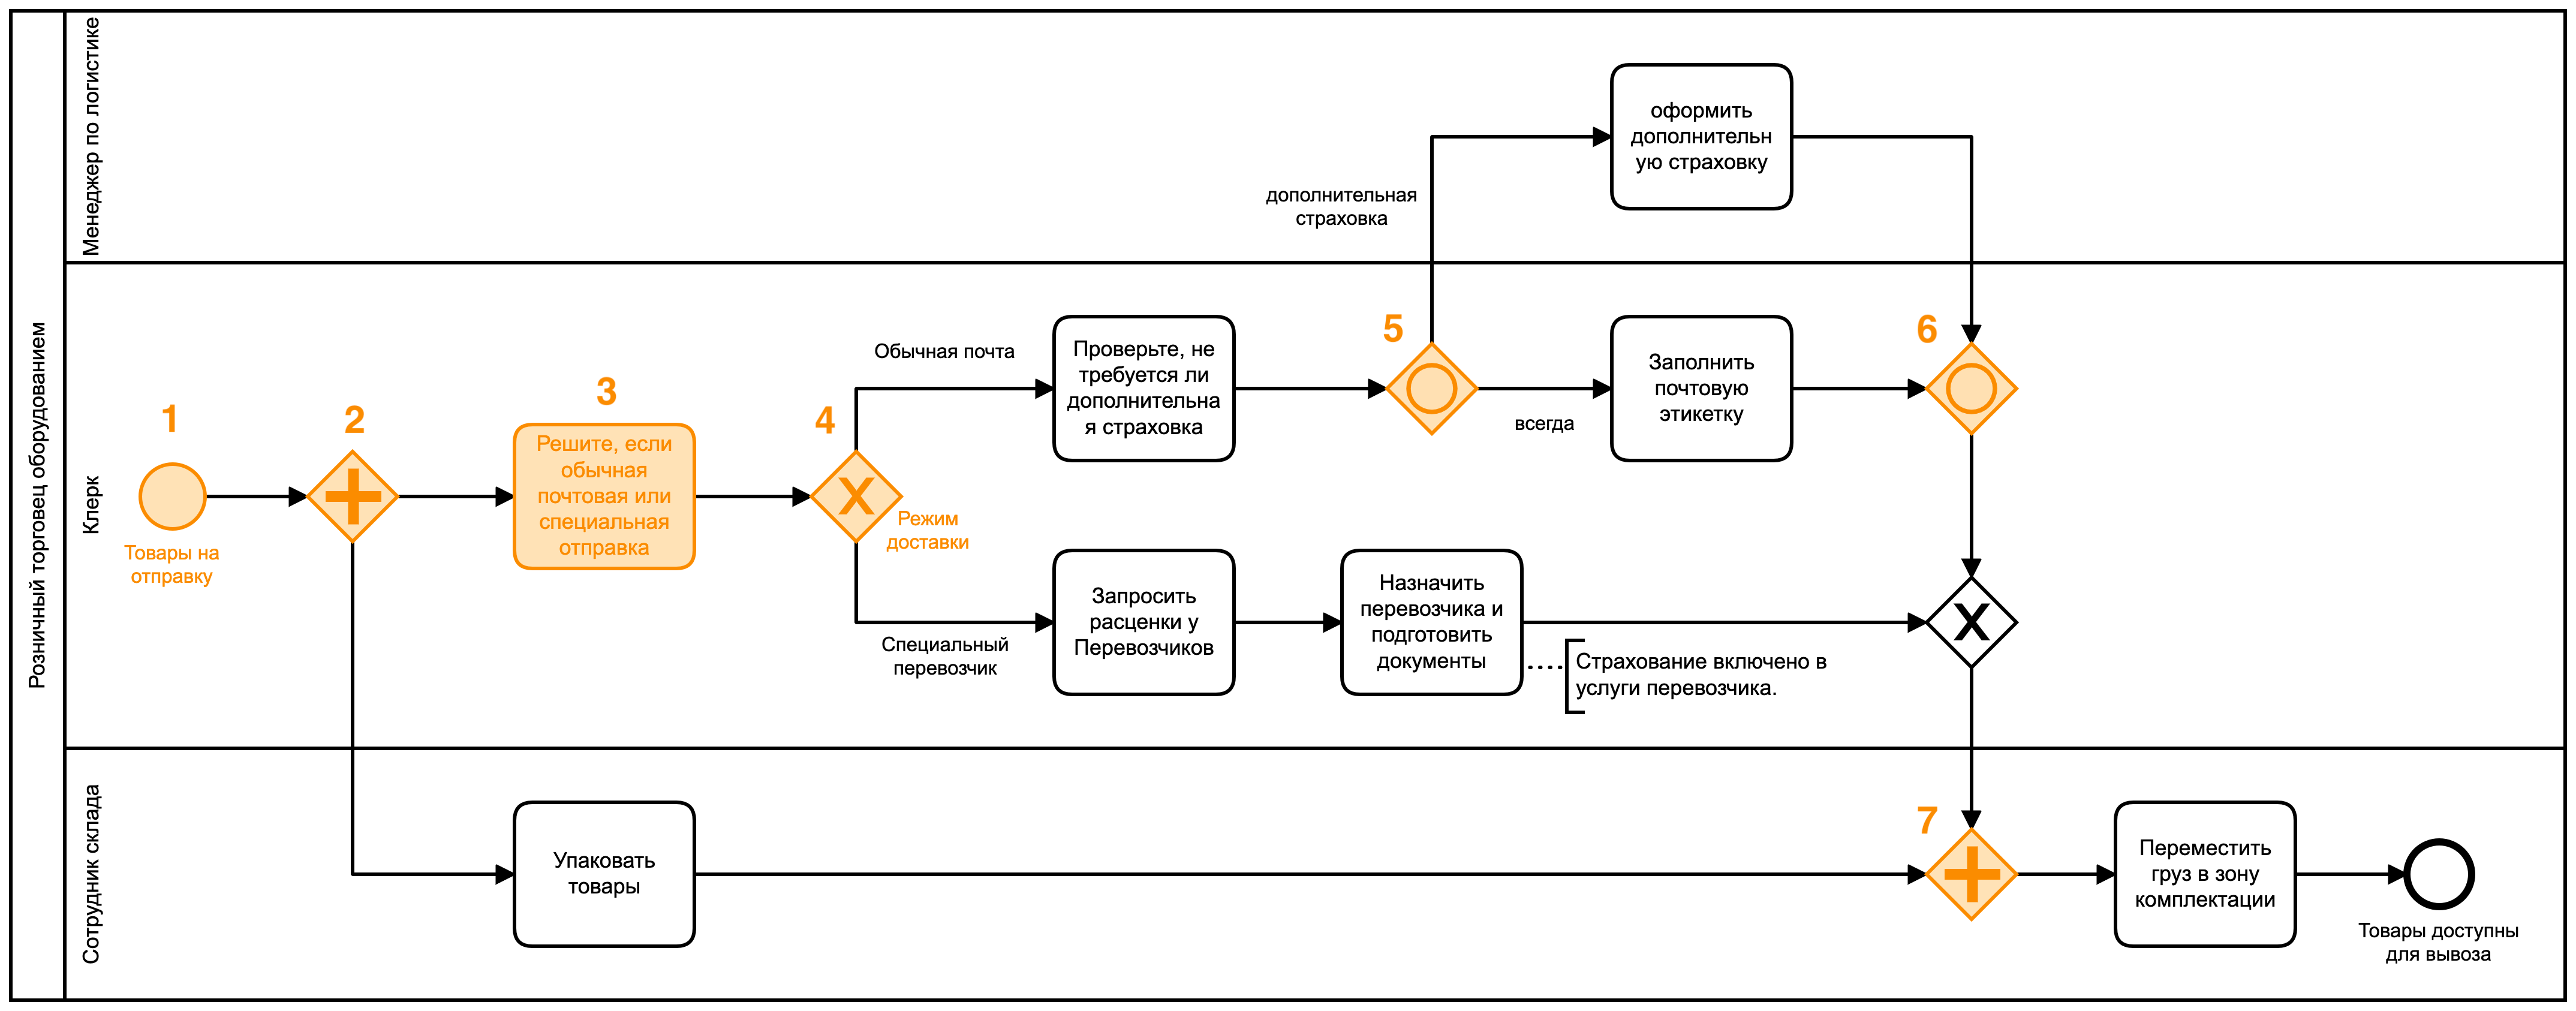 Розничный торговец оборудованием
Менеджер по логистике
оформить
дополнительн
ую страховку
дополнительная
страховка
Клерк
1
Товары на
отправку
2
3
Решите, если
обычная
почтовая или
специальная
отправка
4
Режим
доставки
Обычная почта
Проверьте, не
требуется ли
дополнительна
я страховка
5
всегда
Заполнить
почтовую
этикетку
6
Специальный
перевозчик
Запросить
расценки у
Перевозчиков
Назначить
перевозчика и
подготовить
документы
Страхование включено в
услуги перевозчика.
Сотрудник склада
Упаковать
товары
7
Переместить
груз в зону
комплектации
Товары доступны
для вывоза